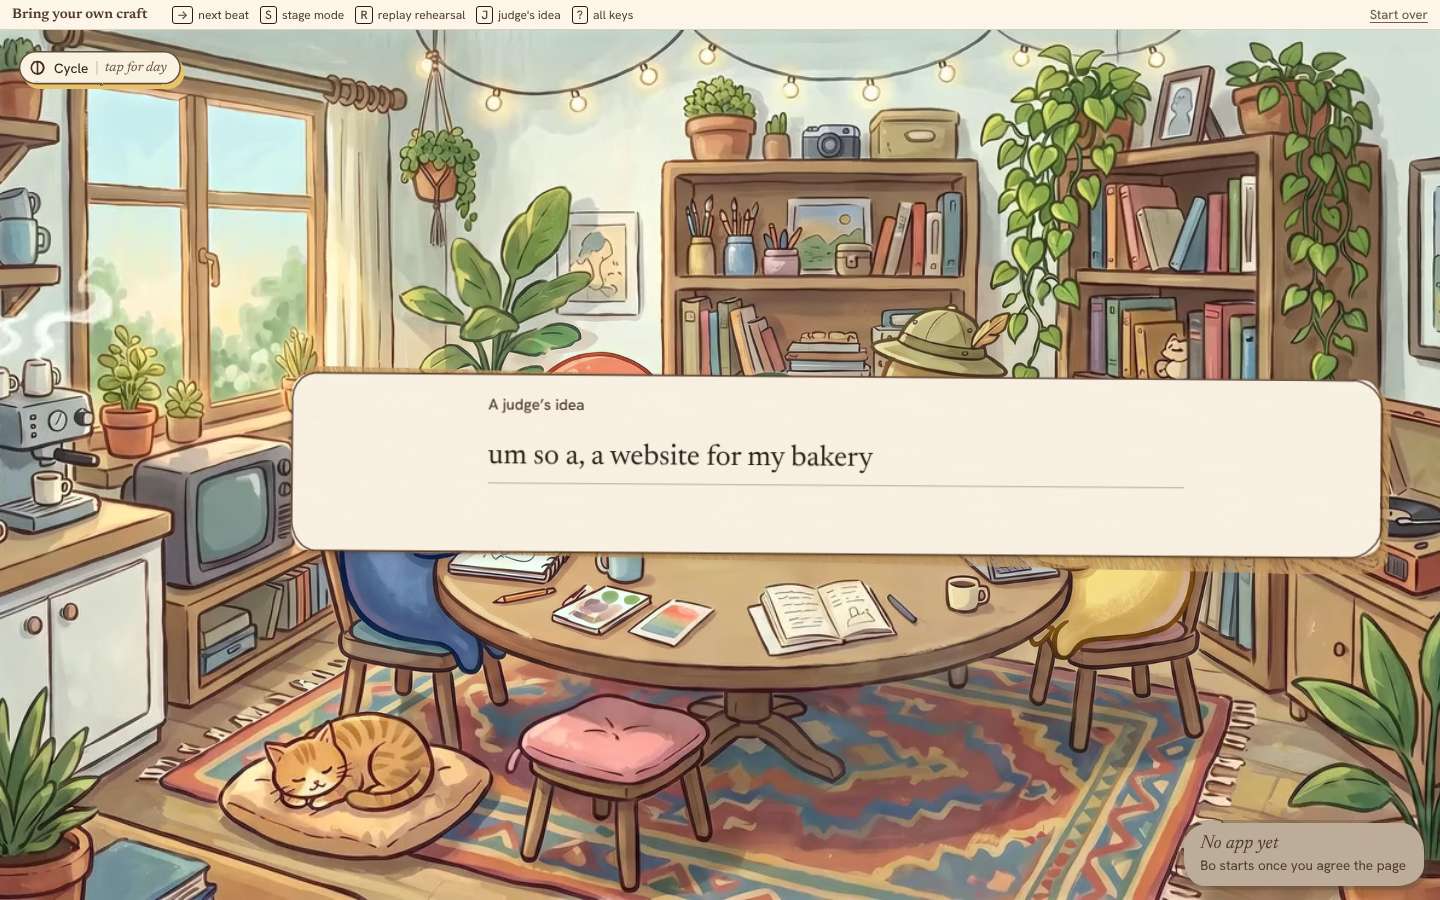 Bring your own craft → next beat S stage mode R replay rehearsal J judge's idea ? all keys Start over
Cycle | tap for day
A judge’s idea
um so a, a website for my bakery
No app yet
Bo starts once you agree the page